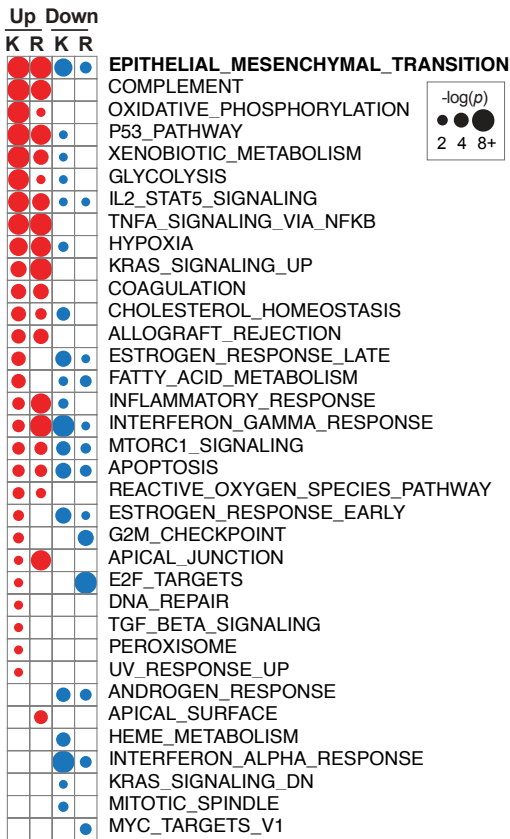 Up Down
K R K R
EPITHELIAL_MESENCHYMAL_TRANSITION
COMPLEMENT
OXIDATIVE_PHOSPHORYLATION
P53_PATHWAY
XENOBIOTIC_METABOLISM
GLYCOLYSIS
IL2_STAT5_SIGNALING
TNFA_SIGNALING_VIA_NFKB
HYPOXIA
KRAS_SIGNALING_UP
COAGULATION
CHOLESTEROL_HOMEOSTASIS
ALLOGRAFT_REJECTION
ESTROGEN_RESPONSE_LATE
FATTY_ACID_METABOLISM
INFLAMMATORY_RESPONSE
INTERFERON_GAMMA_RESPONSE
MTORC1_SIGNALING
APOPTOSIS
REACTIVE_OXYGEN_SPECIES_PATHWAY
ESTROGEN_RESPONSE_EARLY
G2M_CHECKPOINT
APICAL_JUNCTION
E2F_TARGETS
DNA_REPAIR
TGF_BETA_SIGNALING
PEROXISOME
UV_RESPONSE_UP
ANDROGEN_RESPONSE
APICAL_SURFACE
HEME_METABOLISM
INTERFERON_ALPHA_RESPONSE
KRAS_SIGNALING_DN
MITOTIC_SPINDLE
MYC_TARGETS_V1
-log(p)
2 4 8+